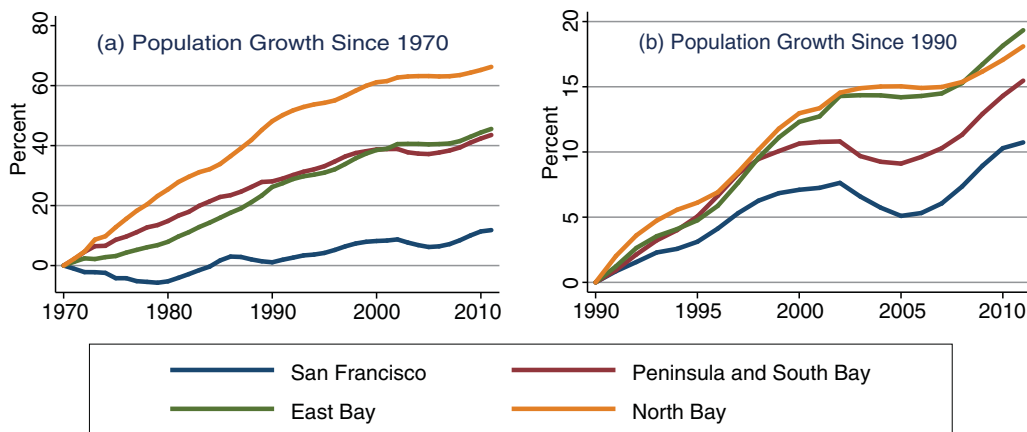 (a) Population Growth Since 1970
Percent
80
60
40
20
0
1970 1980 1990 2000 2010
(b) Population Growth Since 1990
Percent
20
15
10
5
0
1990 1995 2000 2005 2010
San Francisco
Peninsula and South Bay
East Bay
North Bay